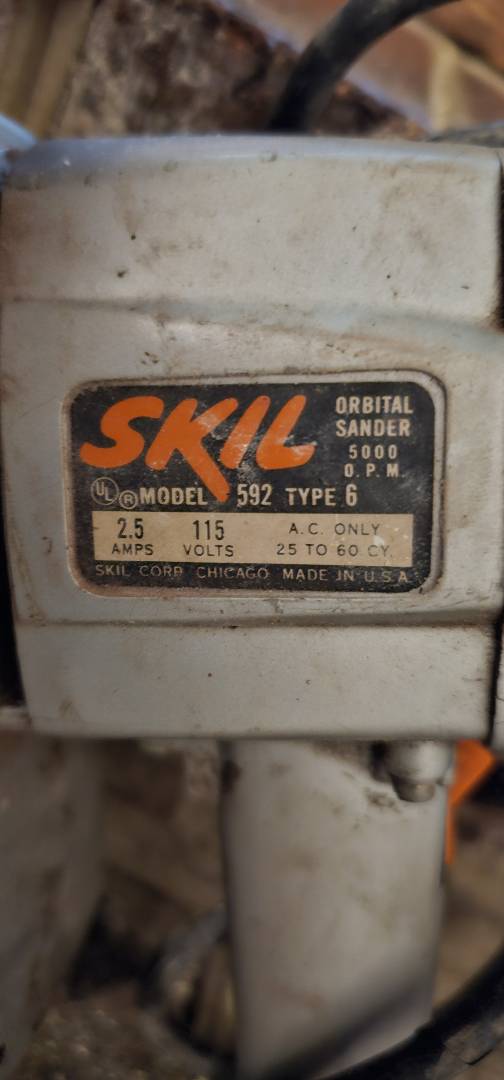 SKIL
ORBITAL
SANDER
5000
O.P.M.
UL ® MODEL 592 TYPE 6
2.5 115 A.C. ONLY
AMPS VOLTS 25 TO 60 CY.
SKIL CORP. CHICAGO MADE IN U.S.A.